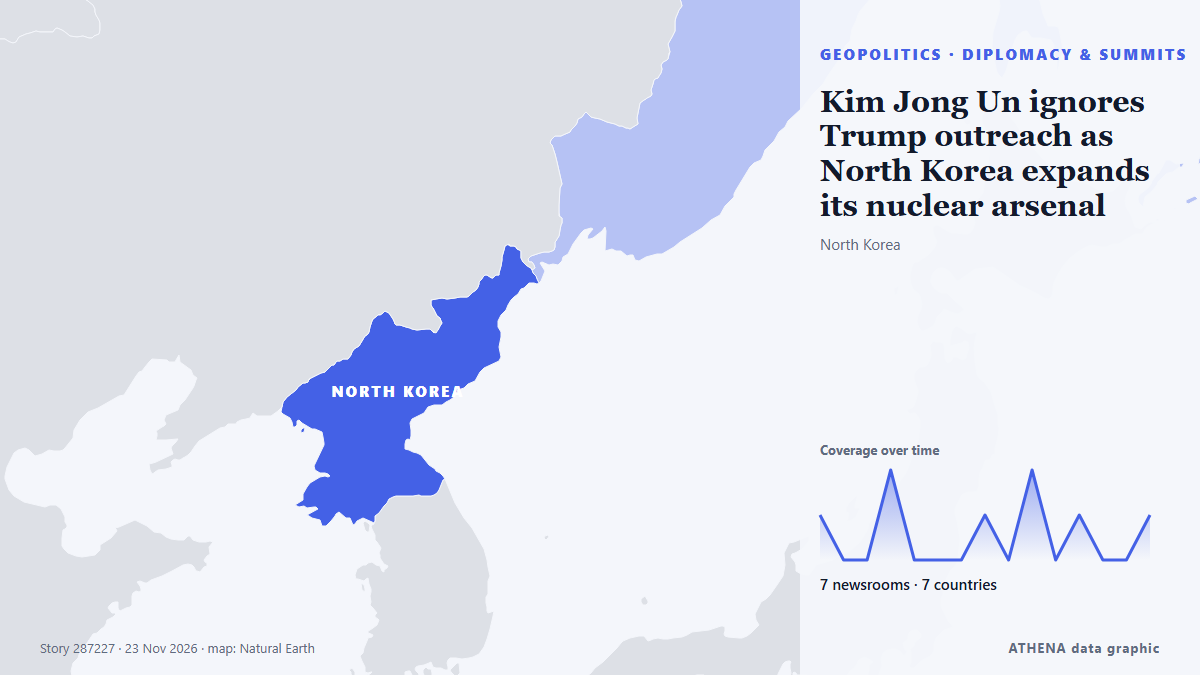 GEOPOLITICS · DIPLOMACY & SUMMITS
Kim Jong Un ignores
Trump outreach as
North Korea expands
its nuclear arsenal
North Korea
NORTH KOREA
Coverage over time
7 newsrooms · 7 countries
Story 287227 · 23 Nov 2026 · map: Natural Earth
ATHENA data graphic